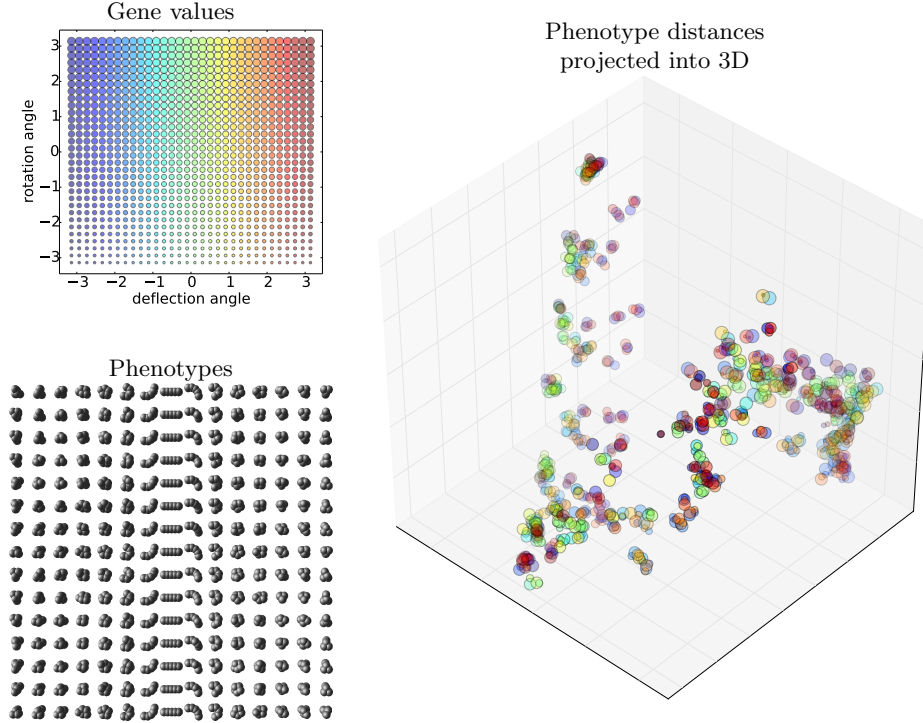 Gene values
3
2
1
0
−1
−2
−3
rotation angle
−3 −2 −1 0 1 2 3
deflection angle
Phenotypes
Phenotype distances
projected into 3D